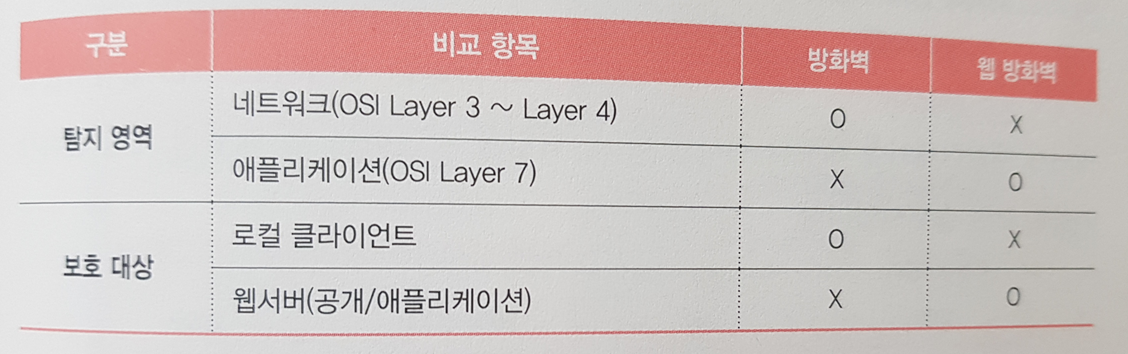 구분 비교 항목 방화벽 웹 방화벽
탐지 영역
네트워크(OSI Layer 3 ~ Layer 4) O X
애플리케이션(OSI Layer 7) X O
보호 대상
로컬 클라이언트 O X
웹서버(공개/애플리케이션) X O